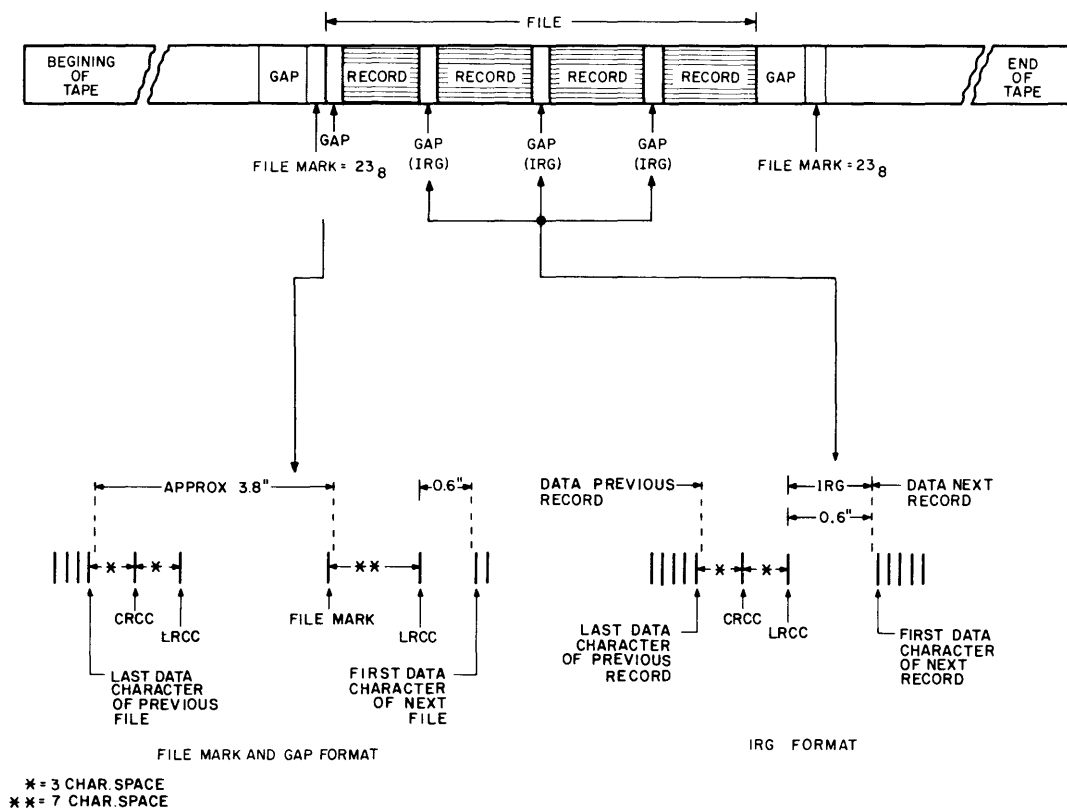 FILE
BEGINING
OF
TAPE
GAP
RECORD
RECORD
RECORD
RECORD
GAP
END
OF
TAPE
GAP
FILE MARK = 23₈
GAP
(IRG)
GAP
(IRG)
GAP
(IRG)
FILE MARK = 23₈
APPROX 3.8"
0.6"
* *
**
CRCC
LRCC
FILE MARK
LRCC
LAST DATA
CHARACTER
OF PREVIOUS
FILE
FIRST DATA
CHARACTER
OF NEXT
FILE
FILE MARK AND GAP FORMAT
DATA PREVIOUS
RECORD
IRG
DATA NEXT
RECORD
0.6"
* *
CRCC
LRCC
LAST DATA
CHARACTER
OF PREVIOUS
RECORD
FIRST DATA
CHARACTER
OF NEXT
RECORD
IRG FORMAT
* = 3 CHAR. SPACE
** = 7 CHAR. SPACE